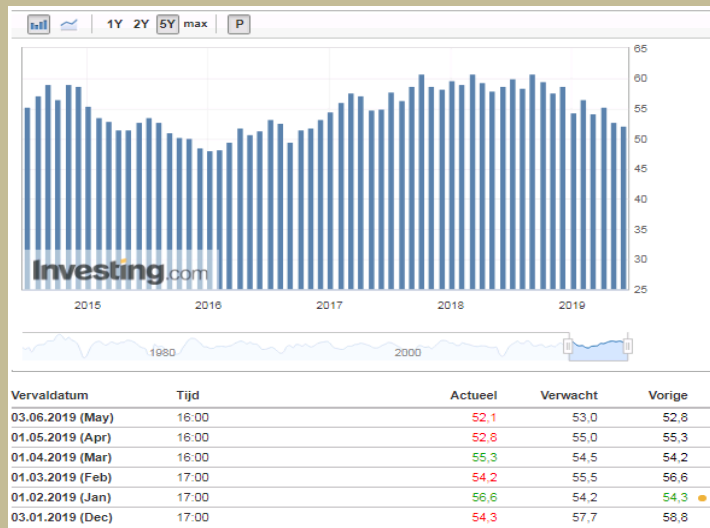 1Y 2Y 5Y max P
65
60
55
50
45
40
35
30
25
Investing.com
2015 2016 2017 2018 2019
1980 2000
Vervaldatum Tijd Actueel Verwacht Vorige
03.06.2019 (May) 16:00 52,1 53,0 52,8
01.05.2019 (Apr) 16:00 52,8 55,0 55,3
01.04.2019 (Mar) 16:00 55,3 54,5 54,2
01.03.2019 (Feb) 17:00 54,2 55,5 56,6
01.02.2019 (Jan) 17:00 56,6 54,2 54,3
03.01.2019 (Dec) 17:00 54,3 57,7 58,8